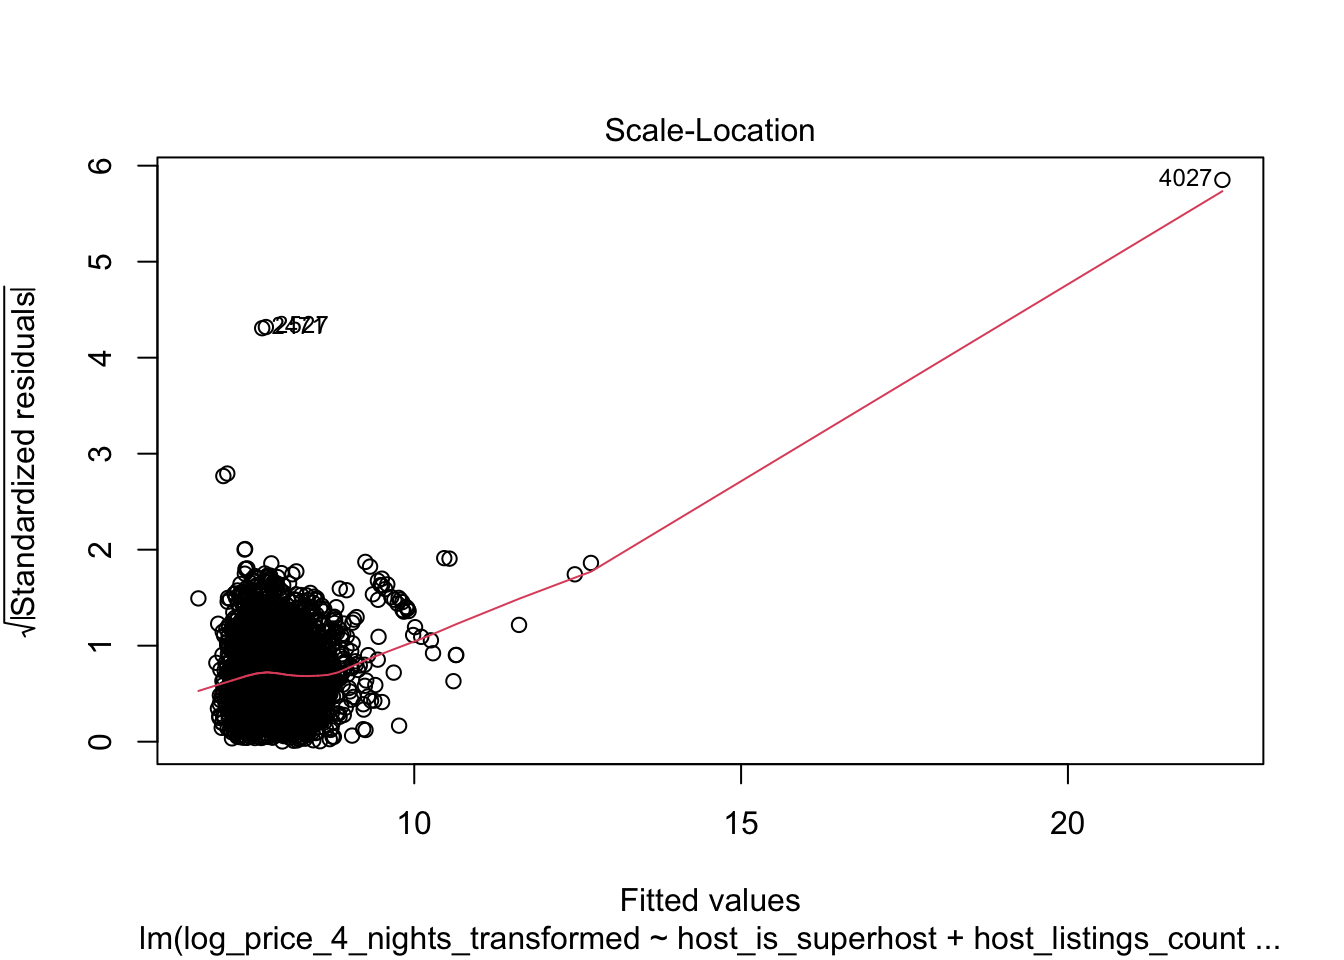 Scale-Location
6
5
4
3
2
1
0
√|Standardized residuals|
4027
10
15
20
Fitted values
lm(log_price_4_nights_transformed ~ host_is_superhost + host_listings_count ...